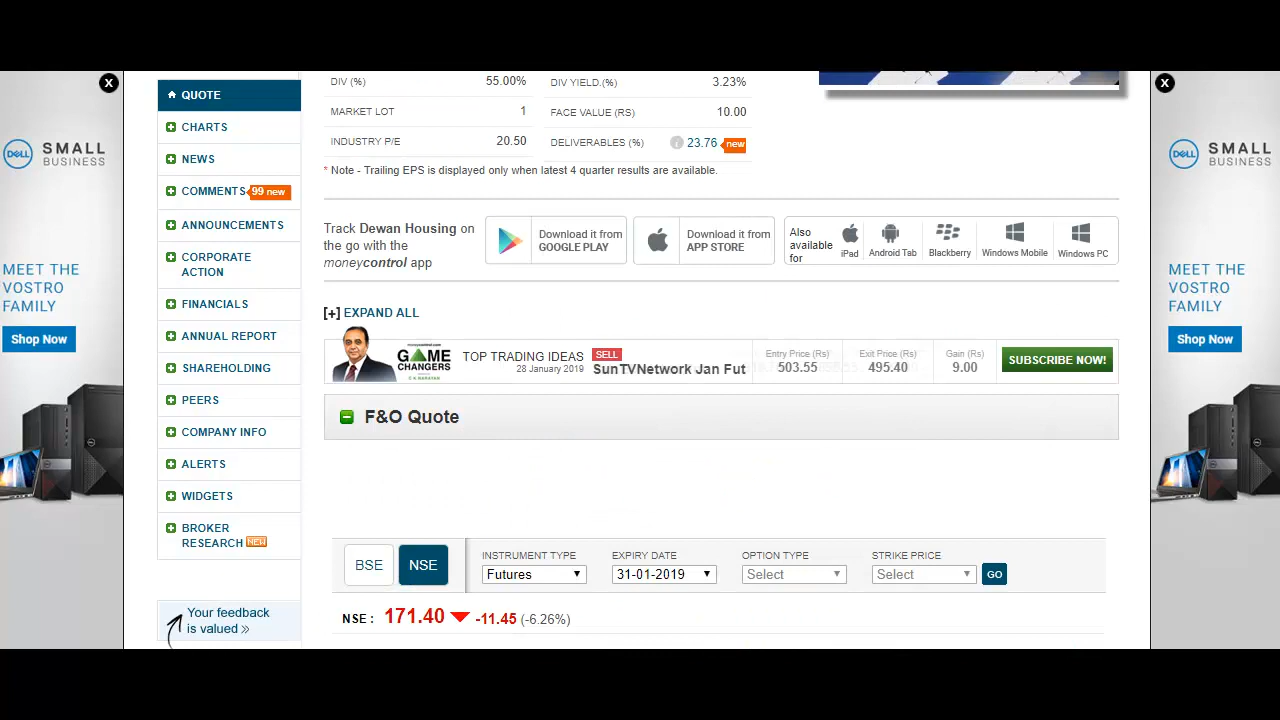 X
DELL SMALL BUSINESS
MEET THE
VOSTRO
FAMILY
Shop Now
QUOTE
CHARTS
NEWS
COMMENTS 99 new
ANNOUNCEMENTS
CORPORATE
ACTION
FINANCIALS
ANNUAL REPORT
SHAREHOLDING
PEERS
COMPANY INFO
ALERTS
WIDGETS
BROKER
RESEARCH NEW
Your feedback
is valued »
DIV (%) 55.00% DIV YIELD.(%) 3.23%
MARKET LOT 1 FACE VALUE (RS) 10.00
INDUSTRY P/E 20.50 DELIVERABLES (%) i 23.76 new
* Note - Trailing EPS is displayed only when latest 4 quarter results are available.
Track Dewan Housing on
the go with the
moneycontrol app
Download it from
GOOGLE PLAY
Download it from
APP STORE
Also
available
for
iPad Android Tab Blackberry Windows Mobile Windows PC
[+] EXPAND ALL
moneycontrol.com
GAME
CHANGERS
TOP TRADING IDEAS
28 January 2019
SELL
SunTVNetwork Jan Fut
Entry Price (Rs) Exit Price (Rs) Gain (Rs)
503.55 495.40 9.00
SUBSCRIBE NOW!
F&O Quote
BSE NSE
INSTRUMENT TYPE EXPIRY DATE OPTION TYPE STRIKE PRICE
Futures 31-01-2019 Select Select GO
NSE : 171.40 -11.45 (-6.26%)
X
DELL SMALL BUSINESS
MEET THE
VOSTRO
FAMILY
Shop Now